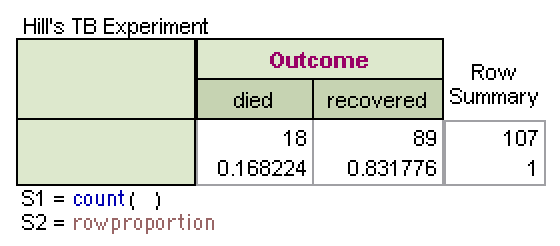 Hill's TB Experiment
Outcome
Row
Summary
died recovered
18 89 107
0.168224 0.831776 1
S1 = count( )
S2 = rowproportion